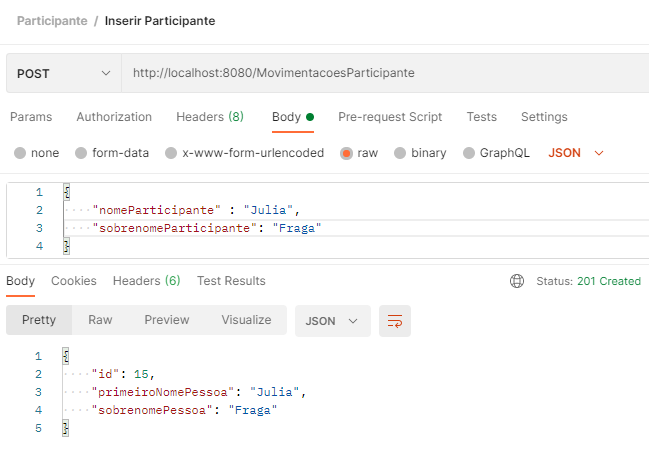 Participante / Inserir Participante
POST http://localhost:8080/MovimentacoesParticipante
Params Authorization Headers (8) Body Pre-request Script Tests Settings
none form-data x-www-form-urlencoded raw binary GraphQL JSON
1 {
2 "nomeParticipante" : "Julia",
3 "sobrenomeParticipante": "Fraga"
4 }
Body Cookies Headers (6) Test Results Status: 201 Created
Pretty Raw Preview Visualize JSON
1 {
2 "id": 15,
3 "primeiroNomePessoa": "Julia",
4 "sobrenomePessoa": "Fraga"
5 }